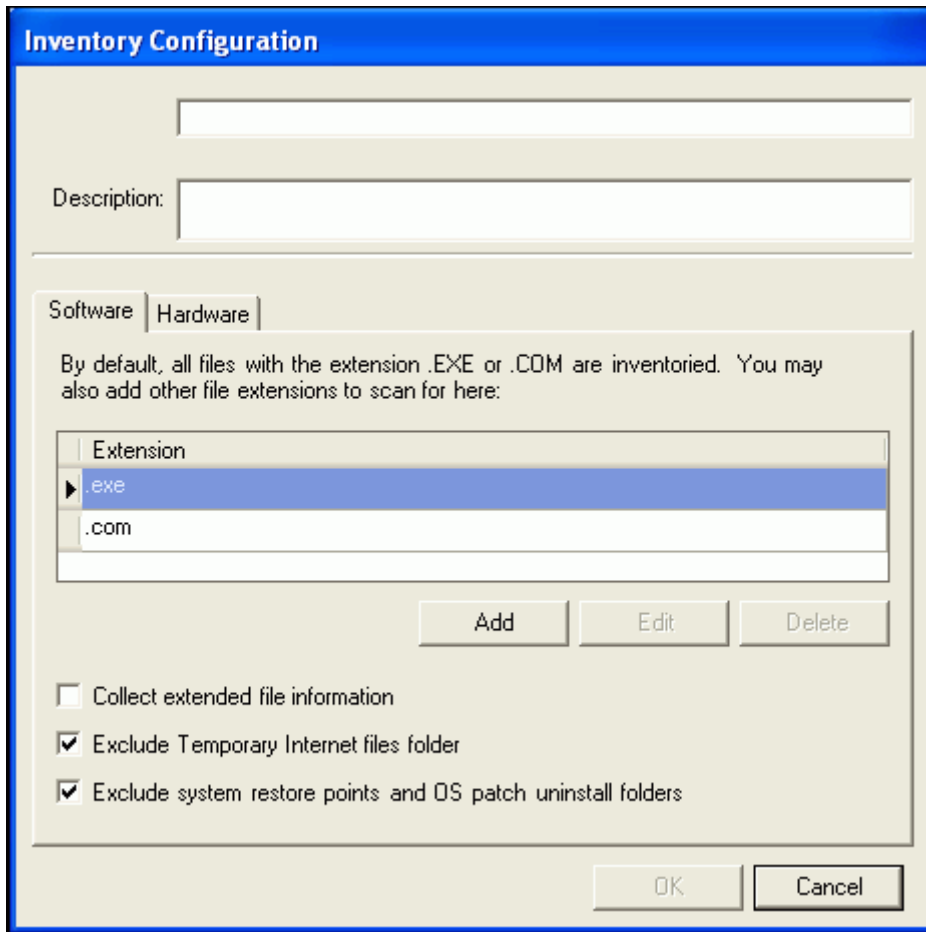 Inventory Configuration
Description:
Software
Hardware
By default, all files with the extension .EXE or .COM are inventoried. You may
also add other file extensions to scan for here:
Extension
.exe
.com
Add
Edit
Delete
Collect extended file information
Exclude Temporary Internet files folder
Exclude system restore points and OS patch uninstall folders
OK
Cancel